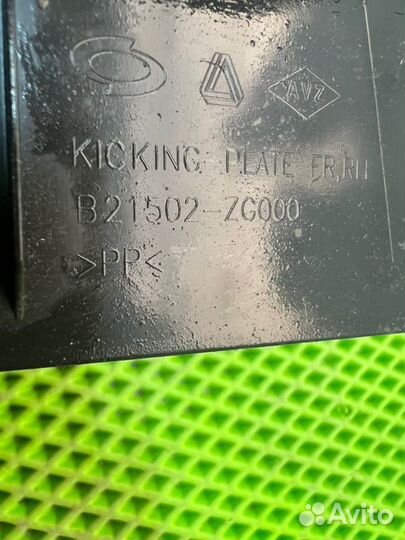 AVZ
KICKING PLATE FR,RH
B21502-ZG000
>PP<
Avito